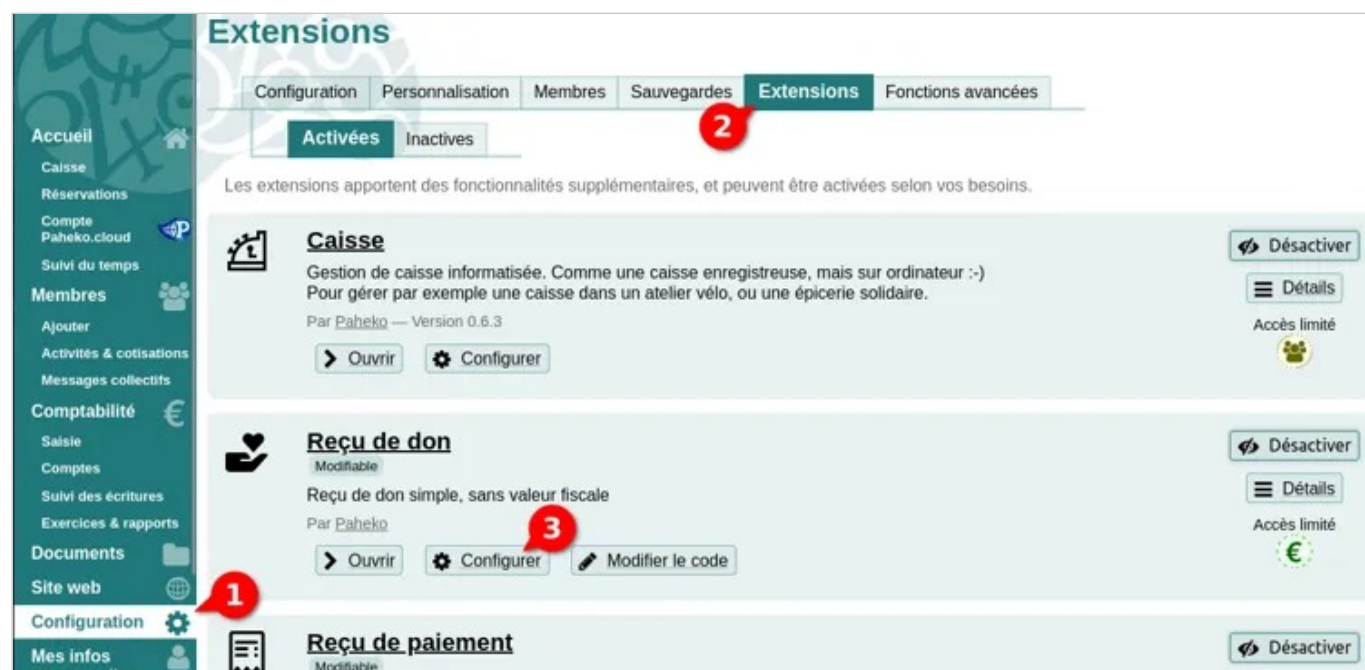 Extensions
Configuration Personnalisation Membres Sauvegardes Extensions Fonctions avancées
2
Activées Inactives
Les extensions apportent des fonctionnalités supplémentaires, et peuvent être activées selon vos besoins.
Accueil
Caisse
Réservations
Compte
Paheko.cloud
P
Suivi du temps
Membres
Ajouter
Activités & cotisations
Messages collectifs
Comptabilité €
Saisie
Comptes
Suivi des écritures
Exercices & rapports
Documents
Site web
1
Configuration
Mes infos
Caisse
Gestion de caisse informatisée. Comme une caisse enregistreuse, mais sur ordinateur :-)
Pour gérer par exemple une caisse dans un atelier vélo, ou une épicerie solidaire.
Par Paheko — Version 0.6.3
Ouvrir Configurer
Désactiver
Détails
Accès limité
Reçu de don
Modifiable
Reçu de don simple, sans valeur fiscale
Par Paheko
3
Ouvrir Configurer Modifier le code
Désactiver
Détails
Accès limité
€
Reçu de paiement
Modifiable
Désactiver